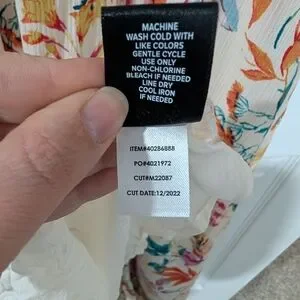 MACHINE
WASH COLD WITH
LIKE COLORS
GENTLE CYCLE
USE ONLY
NON-CHLORINE
BLEACH IF NEEDED
LINE DRY
COOL IRON
IF NEEDED
ITEM#40286888
PO#4021972
CUT#M22087
CUT DATE:12/2022